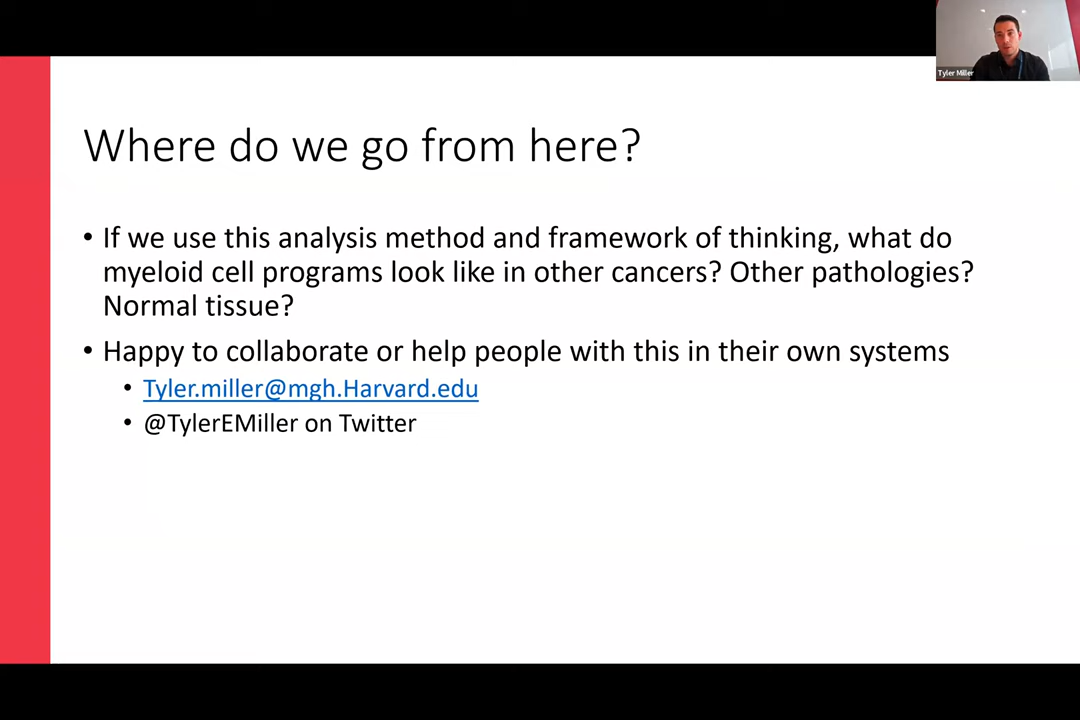 Tyler Miller
Where do we go from here?
• If we use this analysis method and framework of thinking, what do
myeloid cell programs look like in other cancers? Other pathologies?
Normal tissue?
• Happy to collaborate or help people with this in their own systems
• Tyler.miller@mgh.Harvard.edu
• @TylerEMiller on Twitter